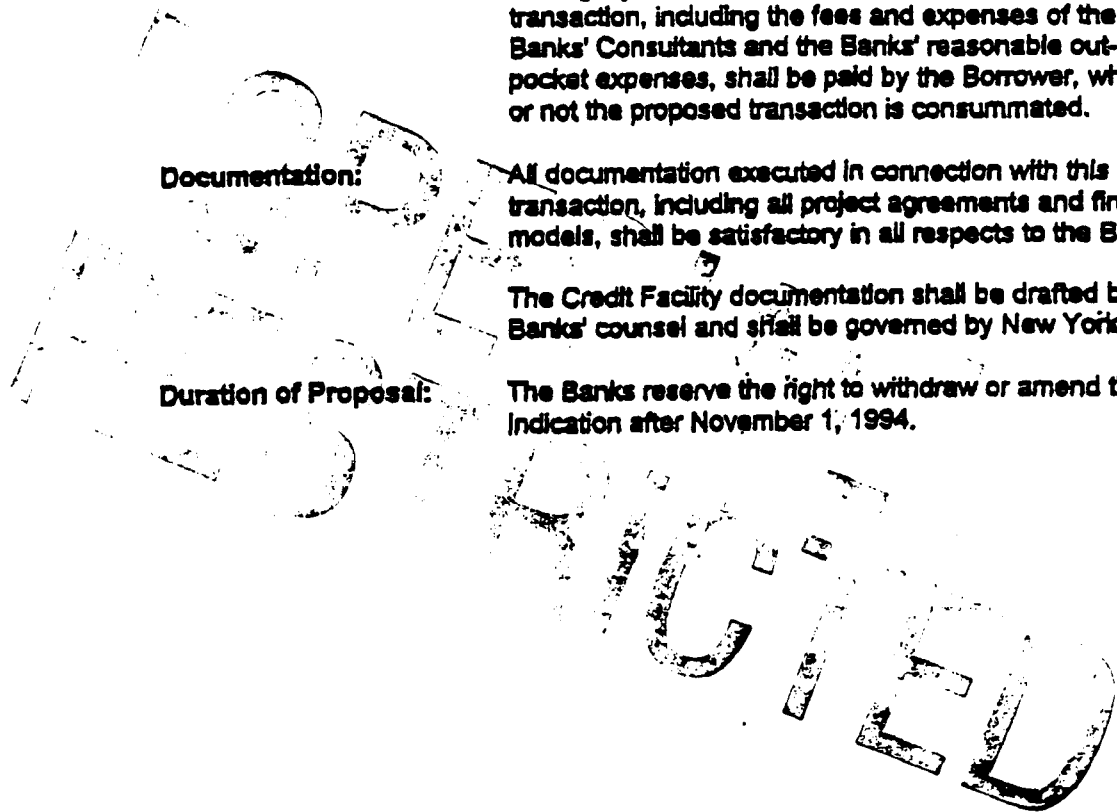 transaction, including the fees and expenses of the
Banks' Consultants and the Banks' reasonable out-
pocket expenses, shall be paid by the Borrower, wh
or not the proposed transaction is consummated.
Documentation:
All documentation executed in connection with this
transaction, including all project agreements and fin
models, shall be satisfactory in all respects to the B
The Credit Facility documentation shall be drafted b
Banks' counsel and shall be governed by New York
Duration of Proposal:
The Banks reserve the right to withdraw or amend t
Indication after November 1, 1994.
RESTRICTED